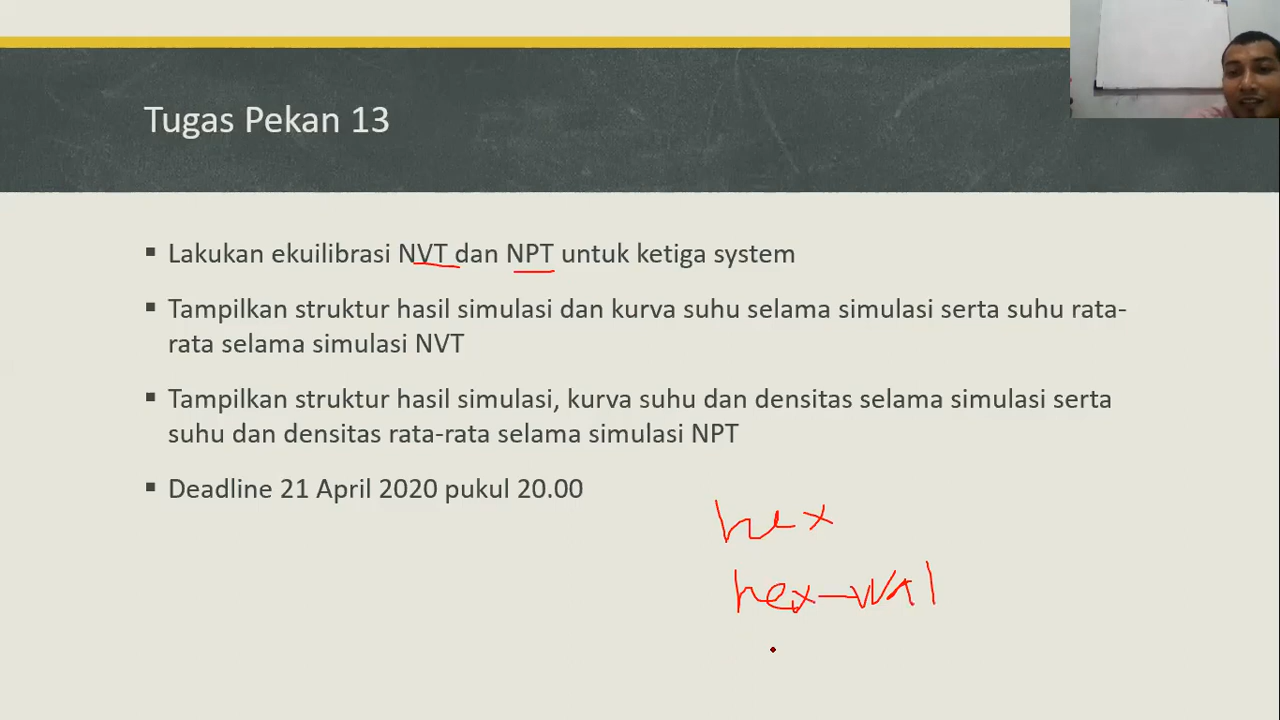 Tugas Pekan 13
▪ Lakukan ekuilibrasi NVT dan NPT untuk ketiga system
▪ Tampilkan struktur hasil simulasi dan kurva suhu selama simulasi serta suhu rata-
rata selama simulasi NVT
▪ Tampilkan struktur hasil simulasi, kurva suhu dan densitas selama simulasi serta
suhu dan densitas rata-rata selama simulasi NPT
▪ Deadline 21 April 2020 pukul 20.00
hex
hex-wal